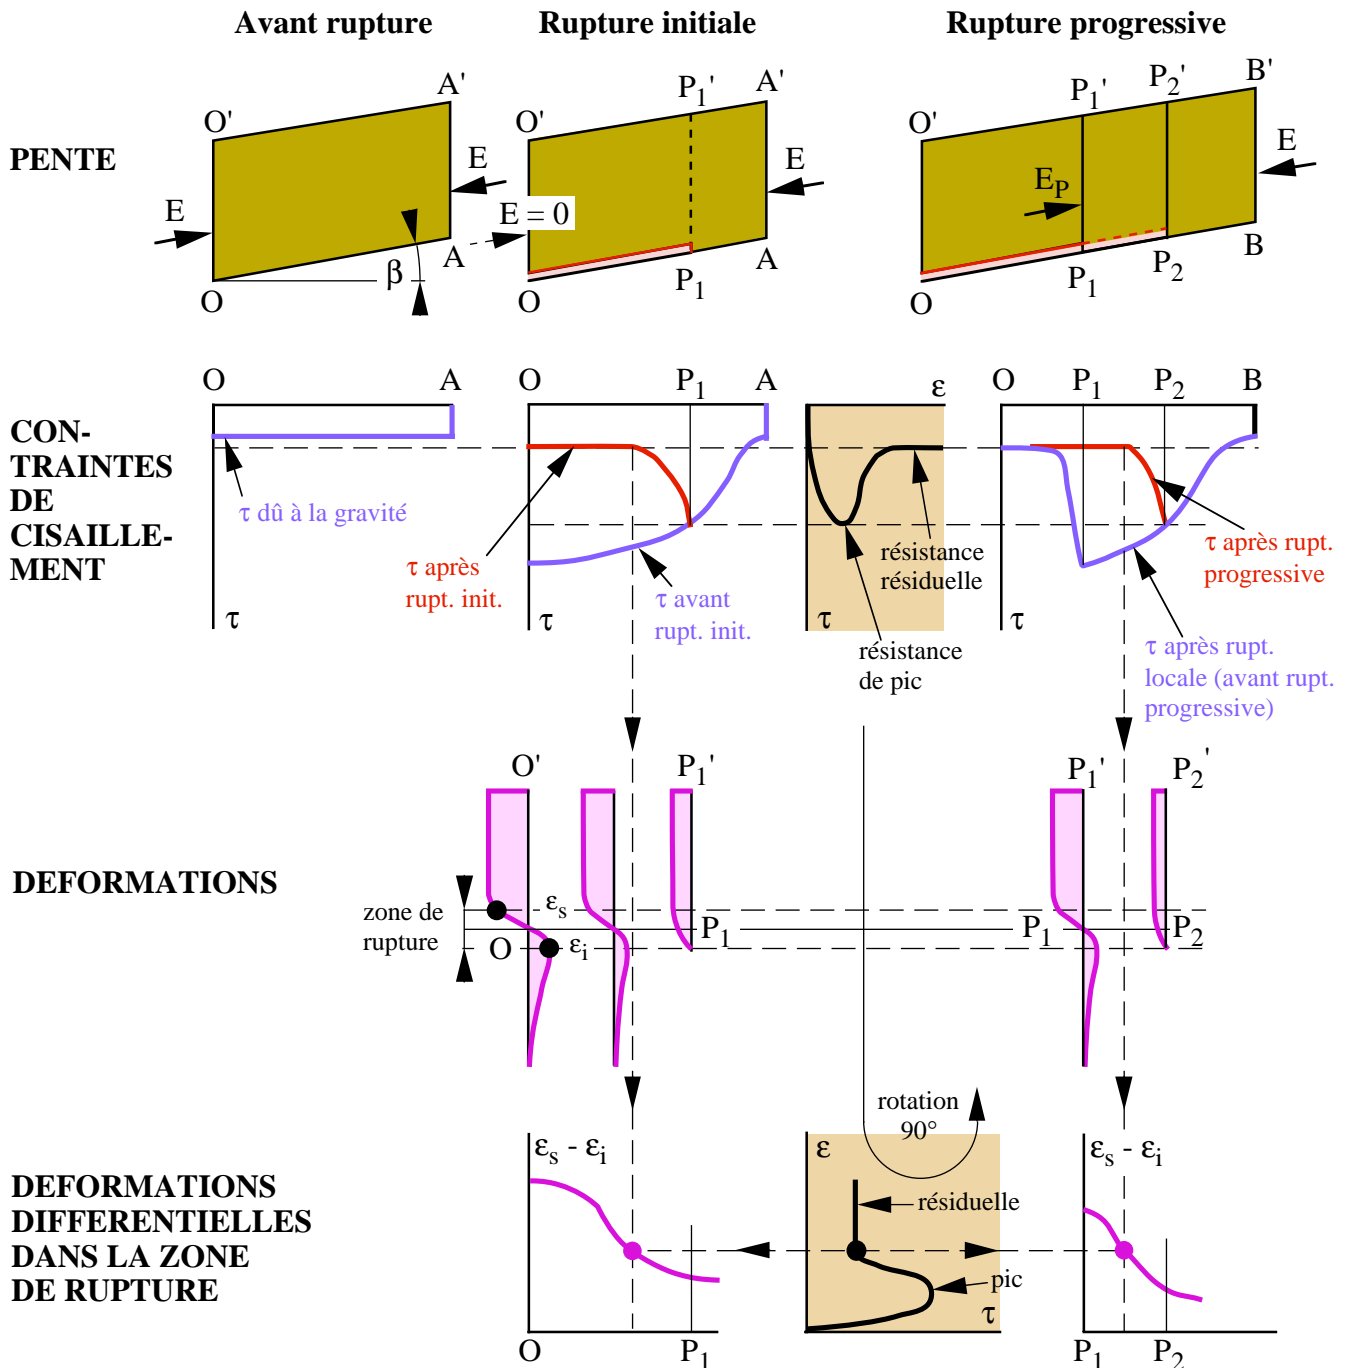 Avant rupture
Rupture initiale
Rupture progressive
PENTE
O'
A'
E
E
O
A
β
O'
P1'
A'
E = 0
E
O
P1
A
O'
P1'
P2'
B'
EP
E
O
P1
P2
B
CON-
TRAINTES
DE
CISAILLE-
MENT
O
A
τ dû à la gravité
τ
O
P1
A
τ après
rupt. init.
τ avant
rupt. init.
τ
ε
résistance
résiduelle
τ
résistance
de pic
O
P1
P2
B
τ après rupt.
progressive
τ
τ après rupt.
locale (avant rupt.
progressive)
DEFORMATIONS
O'
P1'
P1'
P2'
zone de
rupture
εs
O
εi
P1
P1
P2
rotation
90°
DEFORMATIONS
DIFFERENTIELLES
DANS LA ZONE
DE RUPTURE
εs - εi
O
P1
ε
résiduelle
pic
τ
εs - εi
P1
P2